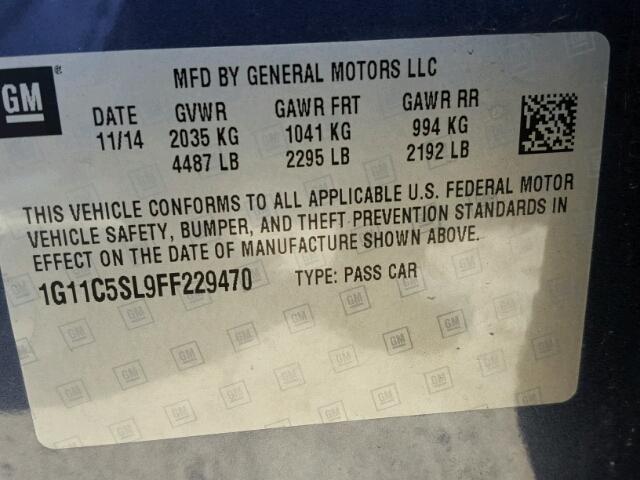 GM ®
MFD BY GENERAL MOTORS LLC
DATE GVWR GAWR FRT GAWR RR
11/14 2035 KG 1041 KG 994 KG
4487 LB 2295 LB 2192 LB
THIS VEHICLE CONFORMS TO ALL APPLICABLE U.S. FEDERAL MOTOR
VEHICLE SAFETY, BUMPER, AND THEFT PREVENTION STANDARDS IN
EFFECT ON THE DATE OF MANUFACTURE SHOWN ABOVE.
1G11C5SL9FF229470 TYPE: PASS CAR